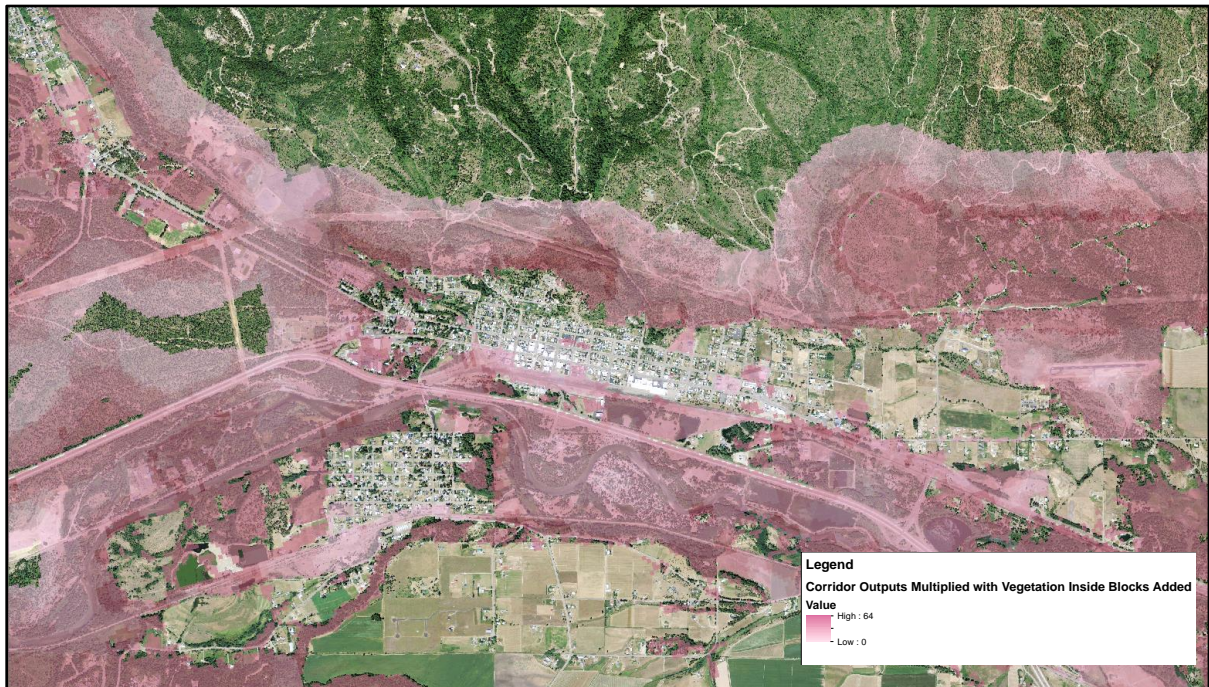 Legend
Corridor Outputs Multiplied with Vegetation Inside Blocks Added
Value
High : 64
Low : 0